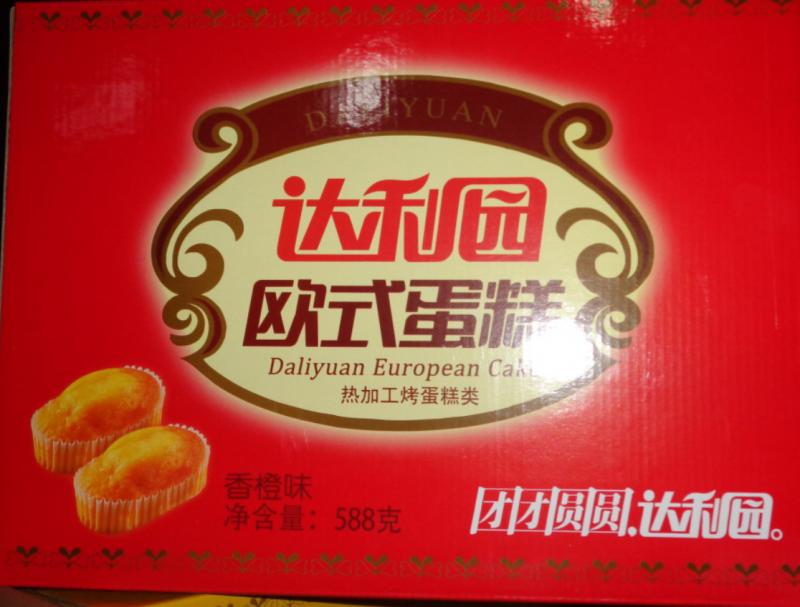 DALIYUAN
达利园
欧式蛋糕
Daliyuan European Cake
热加工烤蛋糕类
香橙味
净含量：588克
团团圆圆,达利园。